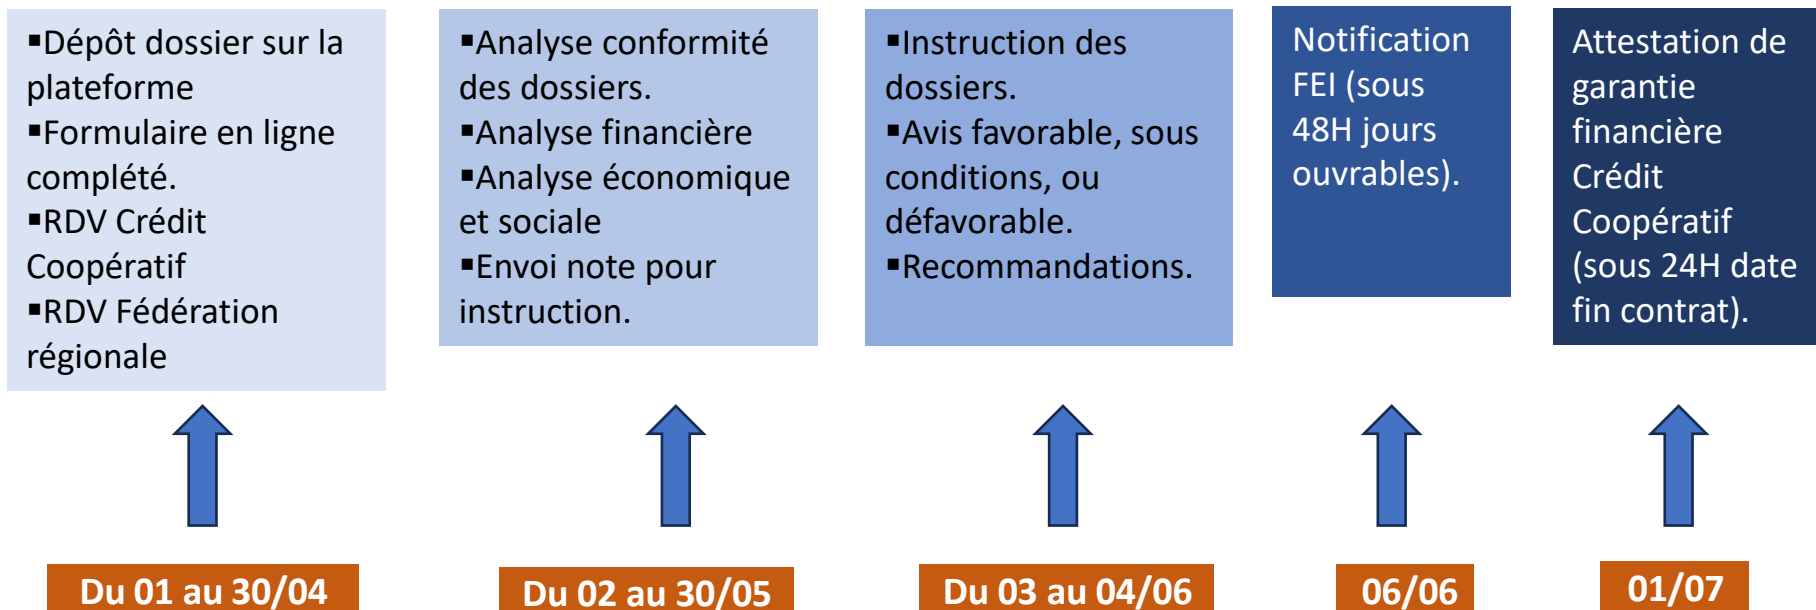 ▪Dépôt dossier sur la
plateforme
▪Formulaire en ligne
complété.
▪RDV Crédit
Coopératif
▪RDV Fédération
régionale
▪Analyse conformité
des dossiers.
▪Analyse financière
▪Analyse économique
et sociale
▪Envoi note pour
instruction.
▪Instruction des
dossiers.
▪Avis favorable, sous
conditions, ou
défavorable.
▪Recommandations.
Notification
FEI (sous
48H jours
ouvrables).
Attestation de
garantie
financière
Crédit
Coopératif
(sous 24H date
fin contrat).
Du 01 au 30/04
Du 02 au 30/05
Du 03 au 04/06
06/06
01/07